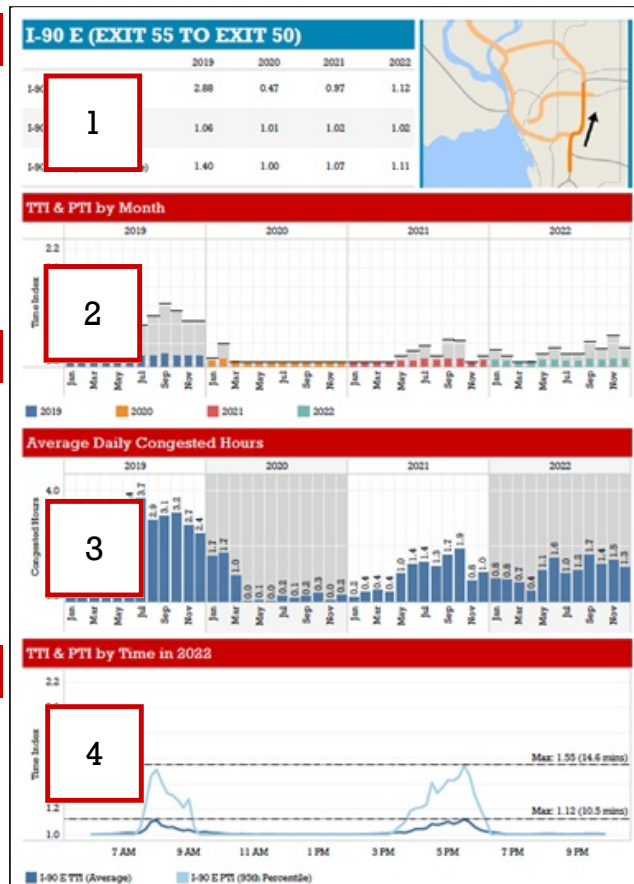 I-90 E (EXIT 55 TO EXIT 50)
2019 2020 2021 2022
I-90 2.88 0.47 0.97 1.12
1
I-90 1.06 1.01 1.02 1.02
I-90 1.40 1.00 1.07 1.11
TTI & PTI by Month
2019 2020 2021 2022
2.2
Time Index
2
Jan Mar May Jul Sep Nov Jan Mar May Jul Sep Nov Jan Mar May Jul Sep Nov Jan Mar May Jul Sep Nov
2019 2020 2021 2022
Average Daily Congested Hours
2019 2020 2021 2022
4.0
Congested Hours
3
3.7 2.9 3.1 3.2 2.7 2.4 1.7 1.7 1.0 0.0 0.1 0.0 0.2 0.1 0.2 0.3 0.0 0.2 0.2 0.4 0.4 0.4 1.0 1.4 1.4 1.3 1.7 1.9 0.8 1.0 0.8 0.8 0.7 0.4 1.1 1.6 1.0 1.2 1.7 1.4 1.5 1.3
Jan Mar May Jul Sep Nov Jan Mar May Jul Sep Nov Jan Mar May Jul Sep Nov Jan Mar May Jul Sep Nov
TTI & PTI by Time in 2022
2.2
Time Index
4
Max: 1.55 (14.6 mins)
Max: 1.12 (10.5 mins)
1.2
1.0
7 AM 9 AM 11 AM 1 PM 3 PM 5 PM 7 PM 9 PM
I-90 E TTI (Average) I-90 E PTI (95th Percentile)